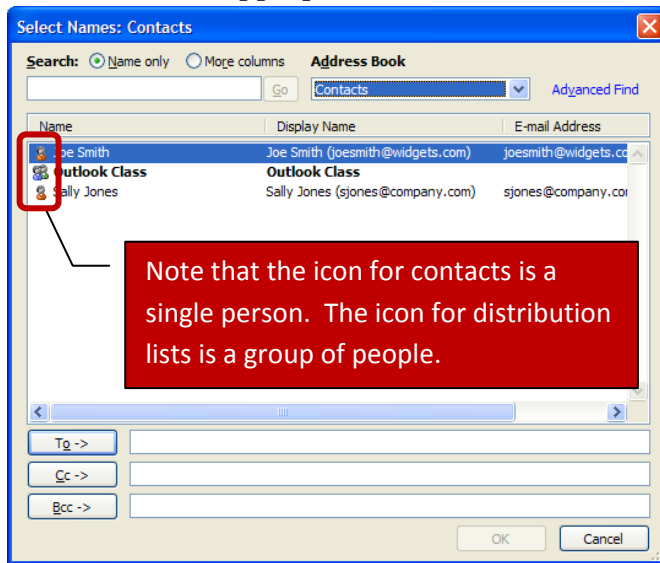 Select Names: Contacts
Search: Name only More columns Address Book
Go Contacts Advanced Find
Name Display Name E-mail Address
Joe Smith Joe Smith (joesmith@widgets.com) joesmith@widgets.co
Outlook Class Outlook Class
Sally Jones Sally Jones (sjones@company.com) sjones@company.co
Note that the icon for contacts is a
single person. The icon for distribution
lists is a group of people.
To ->
Cc ->
Bcc ->
OK Cancel